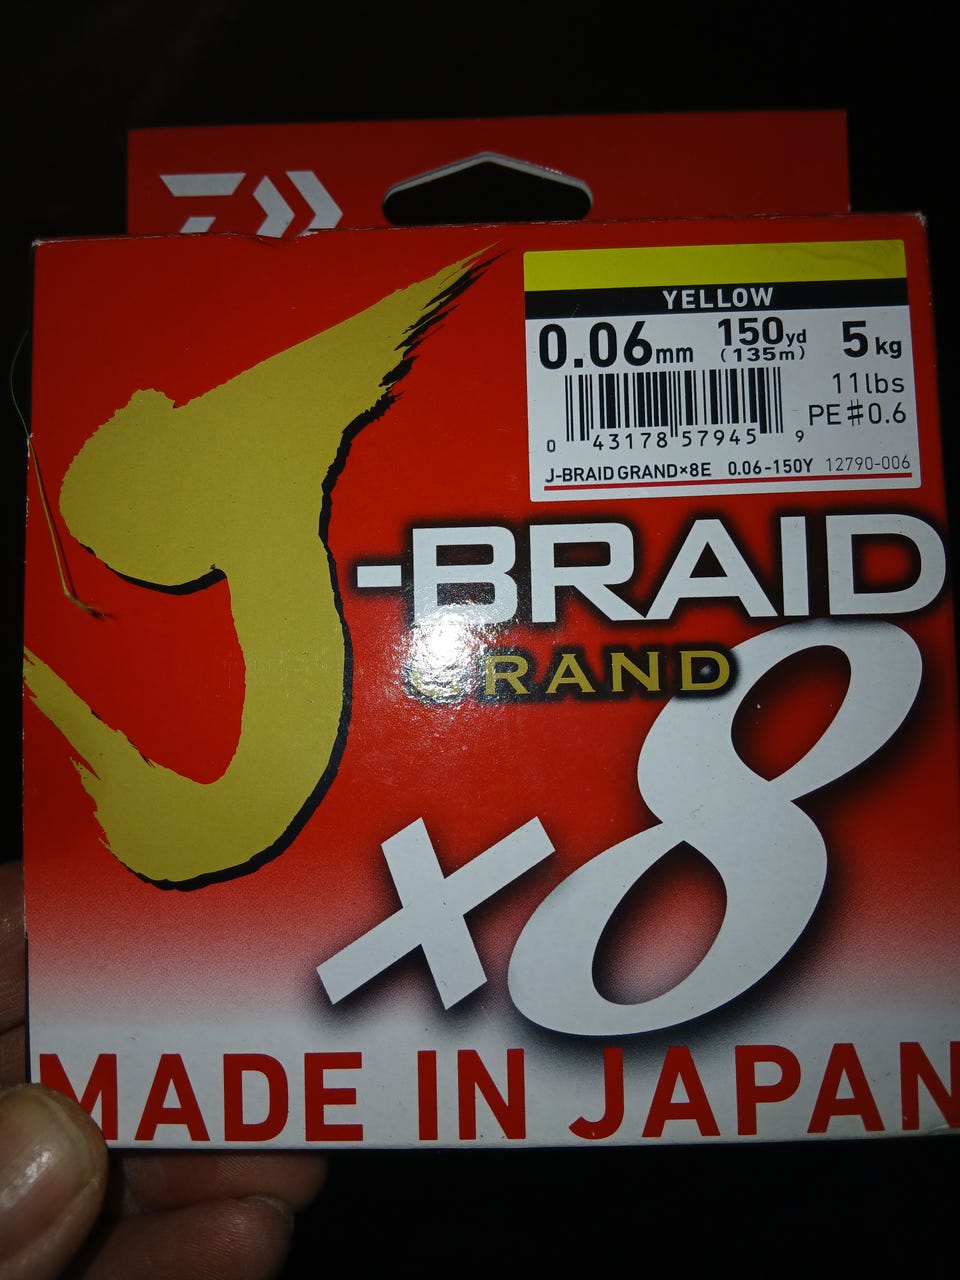 YELLOW
0.06mm 150yd (135m) 5kg
11lbs
PE#0.6
0 43178 57945 9
J-BRAID GRAND×8E 0.06-150Y 12790-006
J-BRAID
GRAND
×8
MADE IN JAPAN